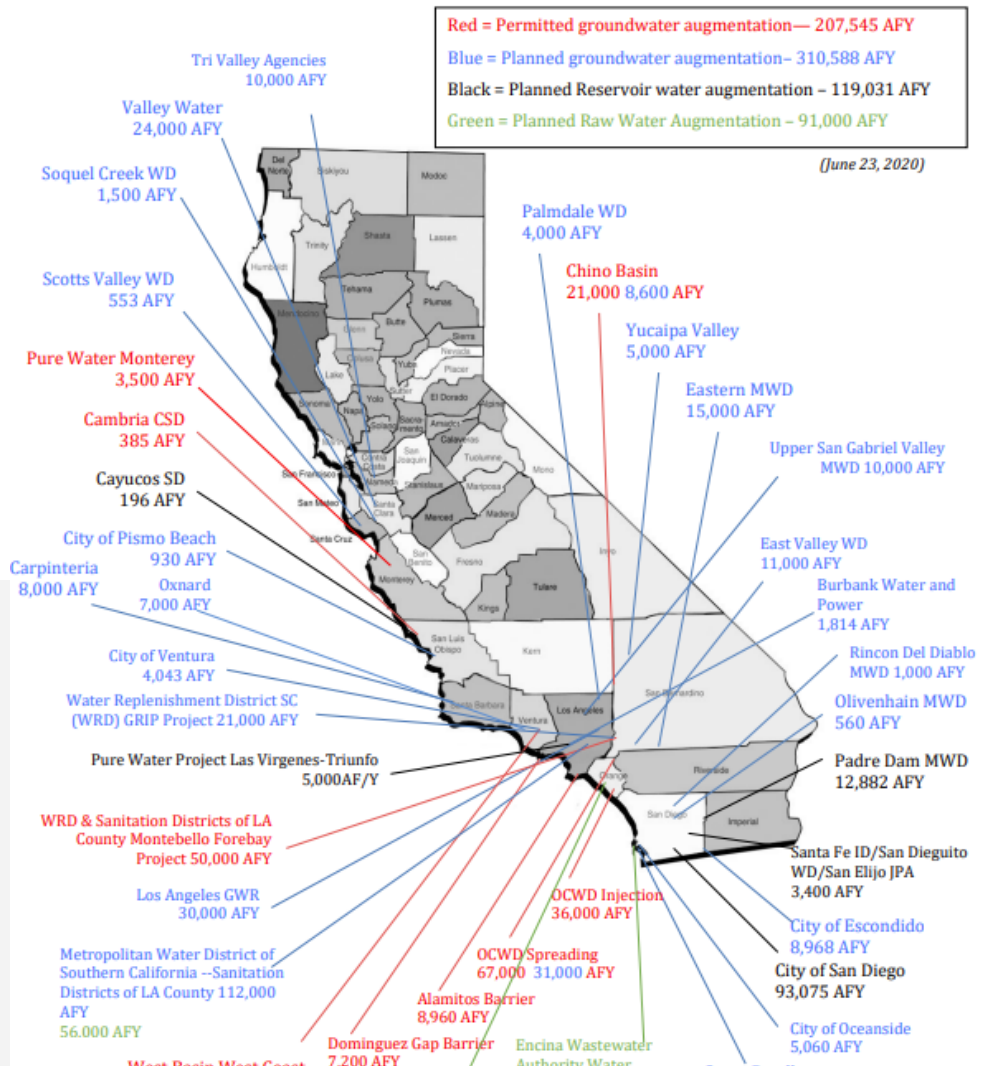 Red = Permitted groundwater augmentation— 207,545 AFY
Blue = Planned groundwater augmentation– 310,588 AFY
Black = Planned Reservoir water augmentation – 119,031 AFY
Green = Planned Raw Water Augmentation – 91,000 AFY
(June 23, 2020)
Tri Valley Agencies
10,000 AFY
Valley Water
24,000 AFY
Soquel Creek WD
1,500 AFY
Scotts Valley WD
553 AFY
Pure Water Monterey
3,500 AFY
Cambria CSD
385 AFY
Cayucos SD
196 AFY
City of Pismo Beach
930 AFY
Carpinteria
8,000 AFY
Oxnard
7,000 AFY
City of Ventura
4,043 AFY
Water Replenishment District SC
(WRD) GRIP Project 21,000 AFY
Pure Water Project Las Virgenes-Triunfo
5,000AF/Y
WRD & Sanitation Districts of LA
County Montebello Forebay
Project 50,000 AFY
Los Angeles GWR
30,000 AFY
Metropolitan Water District of
Southern California --Sanitation
Districts of LA County 112,000
AFY
56.000 AFY
Palmdale WD
4,000 AFY
Chino Basin
21,000 8,600 AFY
Yucaipa Valley
5,000 AFY
Eastern MWD
15,000 AFY
Upper San Gabriel Valley
MWD 10,000 AFY
East Valley WD
11,000 AFY
Burbank Water and
Power
1,814 AFY
Rincon Del Diablo
MWD 1,000 AFY
Olivenhain MWD
560 AFY
Padre Dam MWD
12,882 AFY
Santa Fe ID/San Dieguito
WD/San Elijo JPA
3,400 AFY
City of Escondido
8,968 AFY
City of San Diego
93,075 AFY
City of Oceanside
5,060 AFY
OCWD Injection
36,000 AFY
OCWD Spreading
67,000 31,000 AFY
Alamitos Barrier
8,960 AFY
Dominguez Gap Barrier
7,200 AFY
Encina Wastewater
Authority Water
West Basin West Coast
Del
Norte
Siskiyou
Modoc
Humboldt
Trinity
Shasta
Lassen
Tehama
Plumas
Mendocino
Glenn
Butte
Sierra
Colusa
Yuba
Nevada
Placer
Lake
Sutter
Sonoma
Napa
Yolo
El Dorado
Alpine
Solano
Sacra-
mento
Amador
Calaveras
San
Joaquin
Tuolumne
Mono
Contra
Costa
San Francisco
Alameda
Stanislaus
Mariposa
San Mateo
Santa
Clara
Merced
Madera
Santa Cruz
San
Benito
Fresno
Inyo
Monterey
Kings
Tulare
San Luis
Obispo
Kern
Santa Barbara
Ventura
Los Angeles
San Bernardino
Orange
Riverside
San Diego
Imperial